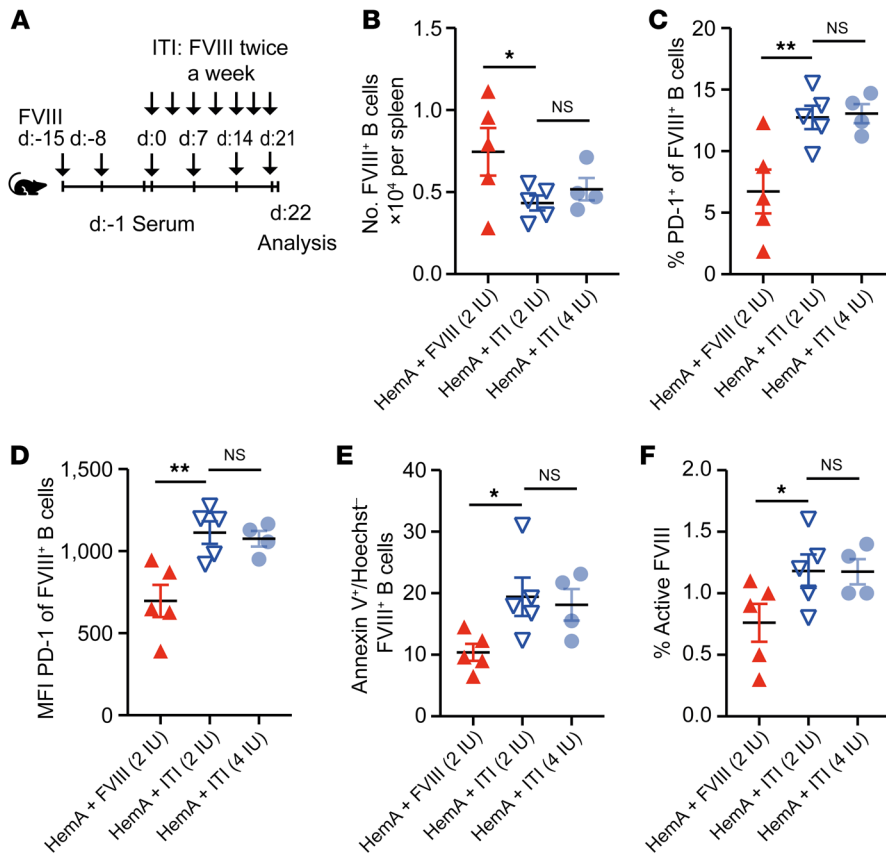 A
ITI: FVIII twice
a week
FVIII
d:-15 d:-8 d:0 d:7 d:14 d:21
d:-1 Serum
d:22
Analysis
B
No. FVIII⁺ B cells
×10⁴ per spleen
1.5
1.0
0.5
0.0
*
NS
HemA + FVIII (2 IU)
HemA + ITI (2 IU)
HemA + ITI (4 IU)
C
% PD-1⁺ of FVIII⁺ B cells
20
15
10
5
0
**
NS
HemA + FVIII (2 IU)
HemA + ITI (2 IU)
HemA + ITI (4 IU)
D
MFI PD-1 of FVIII⁺ B cells
1,500
1,000
500
0
**
NS
HemA + FVIII (2 IU)
HemA + ITI (2 IU)
HemA + ITI (4 IU)
E
Annexin V⁺/Hoechst⁻
FVIII⁺ B cells
40
30
20
10
0
*
NS
HemA + FVIII (2 IU)
HemA + ITI (2 IU)
HemA + ITI (4 IU)
F
% Active FVIII
2.0
1.5
1.0
0.5
0.0
*
NS
HemA + FVIII (2 IU)
HemA + ITI (2 IU)
HemA + ITI (4 IU)